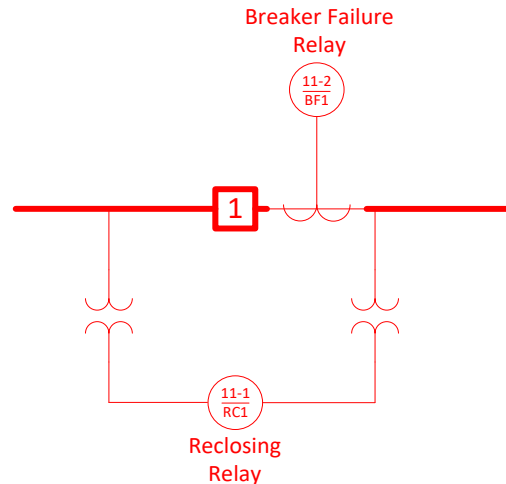 Breaker Failure
Relay
11-2
BF1
1
11-1
RC1
Reclosing
Relay